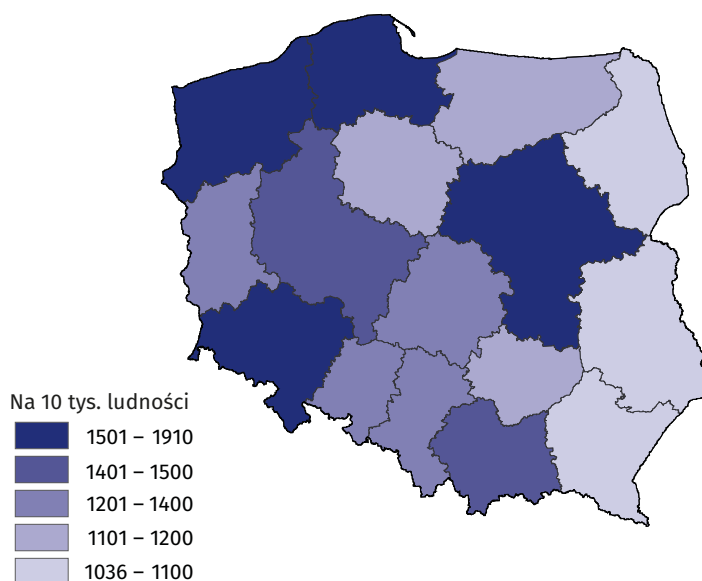 Na 10 tys. ludności
1501 – 1910
1401 – 1500
1201 – 1400
1101 – 1200
1036 – 1100